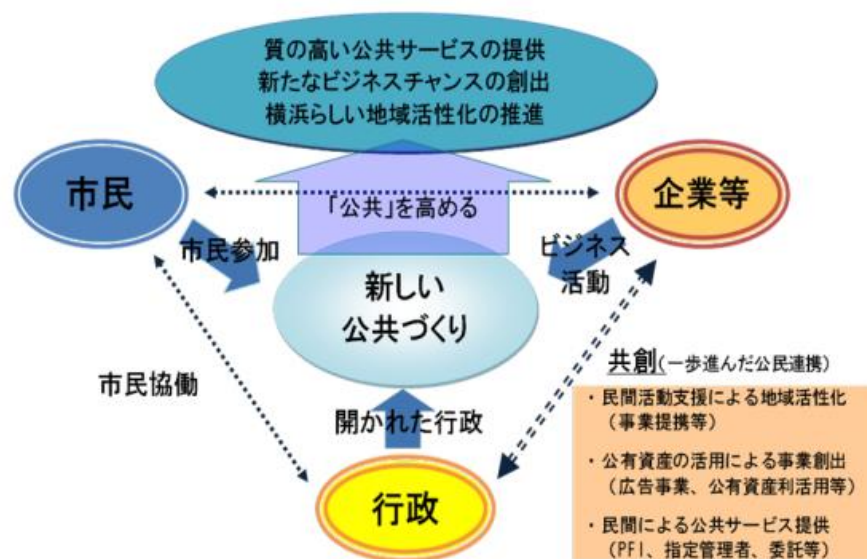 質の高い公共サービスの提供
新たなビジネスチャンスの創出
横浜らしい地域活性化の推進
市民
企業等
「公共」を高める
市民参加
ビジネス
活動
新しい
公共づくり
市民協働
共創(一歩進んだ公民連携)
開かれた行政
行政
・民間活動支援による地域活性化
(事業提携等)
・公有資産の活用による事業創出
(広告事業、公有資産利活用等)
・民間による公共サービス提供
(PFI、指定管理者、委託等)